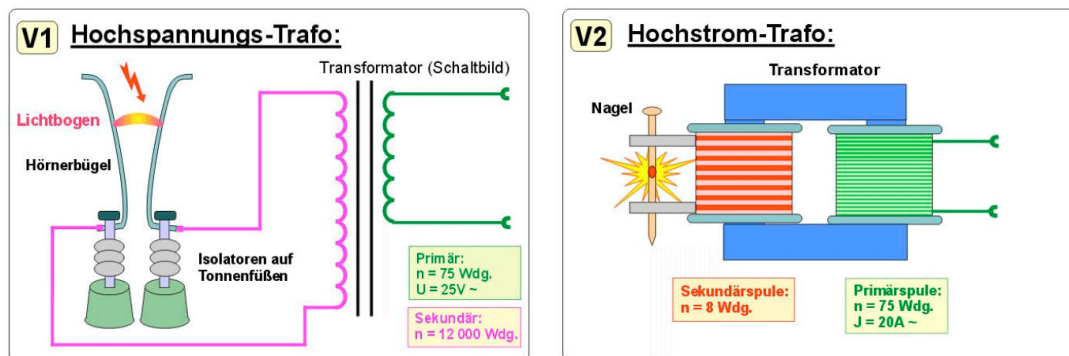 V1 Hochspannungs-Trafo:
Transformator (Schaltbild)
Lichtbogen
Hörnerbügel
Isolatoren auf
Tonnenfüßen
Primär:
n = 75 Wdg.
U = 25V ~
Sekundär:
n = 12 000 Wdg.
V2 Hochstrom-Trafo:
Transformator
Nagel
Sekundärspule:
n = 8 Wdg.
Primärspule:
n = 75 Wdg.
J = 20A ~